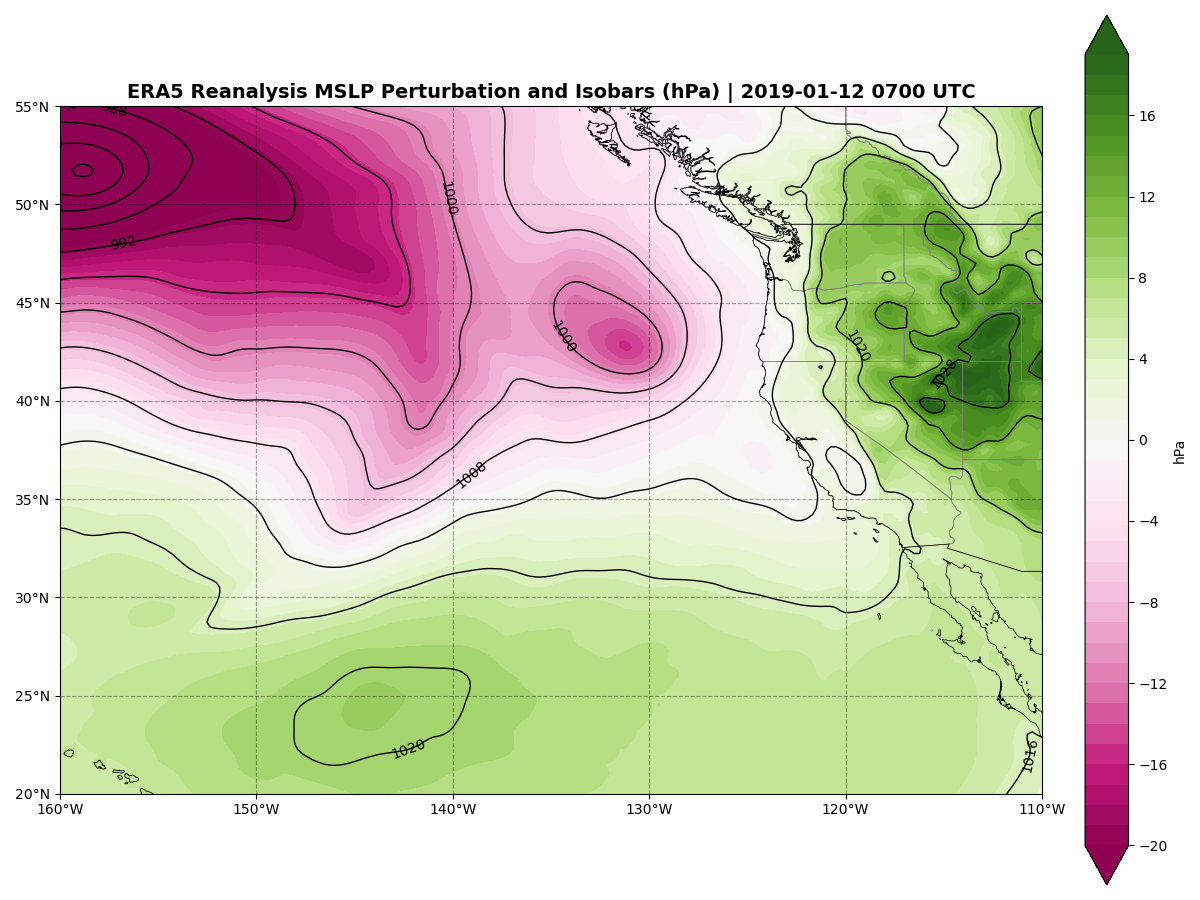 ERA5 Reanalysis MSLP Perturbation and Isobars (hPa) | 2019-01-12 0700 UTC
55°N
50°N
45°N
40°N
35°N
30°N
25°N
20°N
160°W
150°W
140°W
130°W
120°W
110°W
992
1000
1000
1008
1020
1028
1020
1016
16
12
8
4
0
−4
−8
−12
−16
−20
hPa